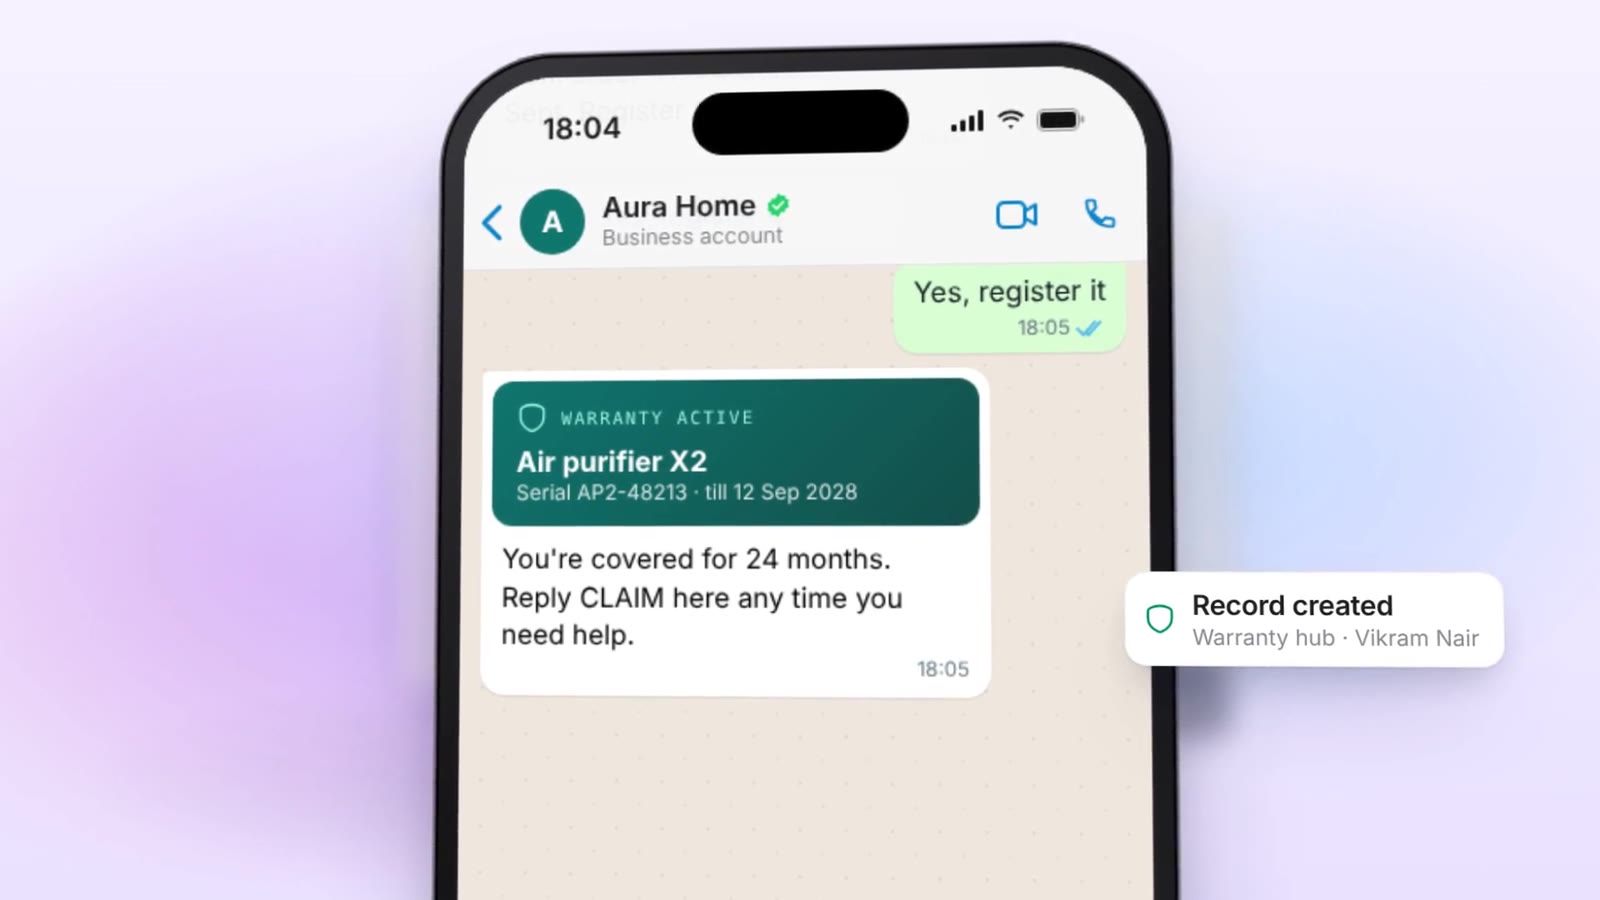 Sent. Register
18:04
A
Aura Home
Business account
Yes, register it
18:05
WARRANTY ACTIVE
Air purifier X2
Serial AP2-48213 · till 12 Sep 2028
You're covered for 24 months.
Reply CLAIM here any time you
need help.
18:05
Record created
Warranty hub · Vikram Nair